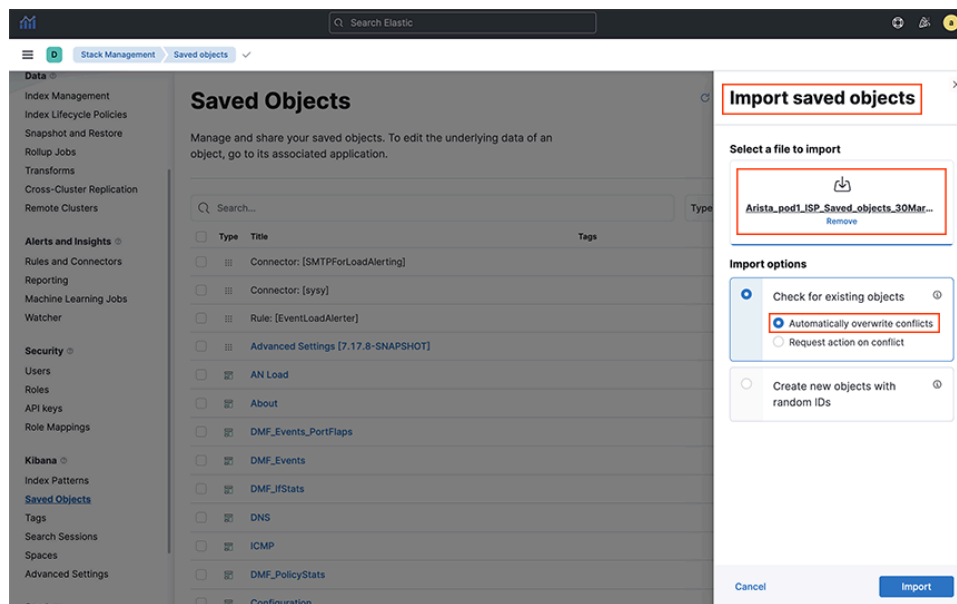 Search Elastic
a
D
Stack Management
Saved objects
Data
Index Management
Index Lifecycle Policies
Snapshot and Restore
Rollup Jobs
Transforms
Cross-Cluster Replication
Remote Clusters
Alerts and Insights
Rules and Connectors
Reporting
Machine Learning Jobs
Watcher
Security
Users
Roles
API keys
Role Mappings
Kibana
Index Patterns
Saved Objects
Tags
Search Sessions
Spaces
Advanced Settings
Saved Objects
Manage and share your saved objects. To edit the underlying data of an
object, go to its associated application.
Search...
Type
Type Title Tags
Connector: [SMTPForLoadAlerting]
Connector: [sysy]
Rule: [EventLoadAlerter]
Advanced Settings [7.17.8-SNAPSHOT]
AN Load
About
DMF_Events_PortFlaps
DMF_Events
DMF_IfStats
DNS
ICMP
DMF_PolicyStats
Configuration
Import saved objects
Select a file to import
Arista_pod1_ISP_Saved_objects_30Mar...
Remove
Import options
Check for existing objects
Automatically overwrite conflicts
Request action on conflict
Create new objects with
random IDs
Cancel
Import